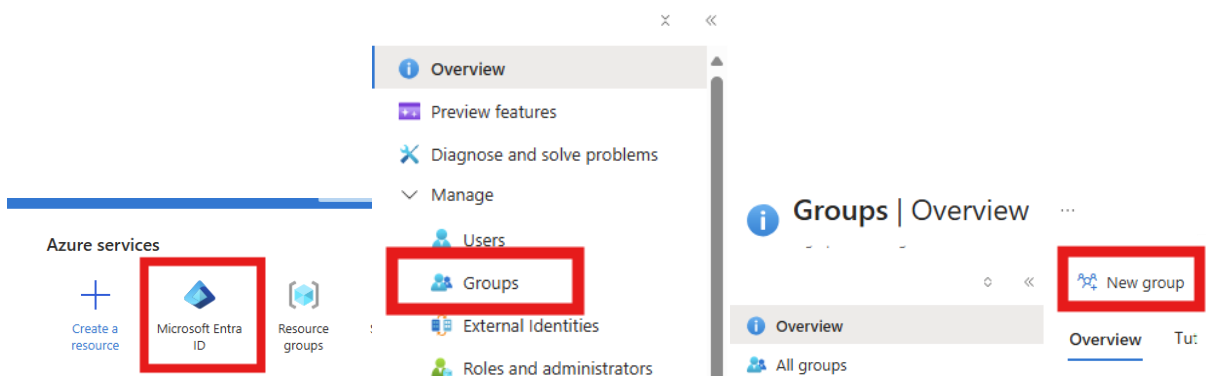 Azure services
Create a
resource
Microsoft Entra
ID
Resource
groups
Overview
Preview features
Diagnose and solve problems
Manage
Users
Groups
External Identities
Roles and administrators
Groups | Overview
...
New group
Overview
All groups
Overview